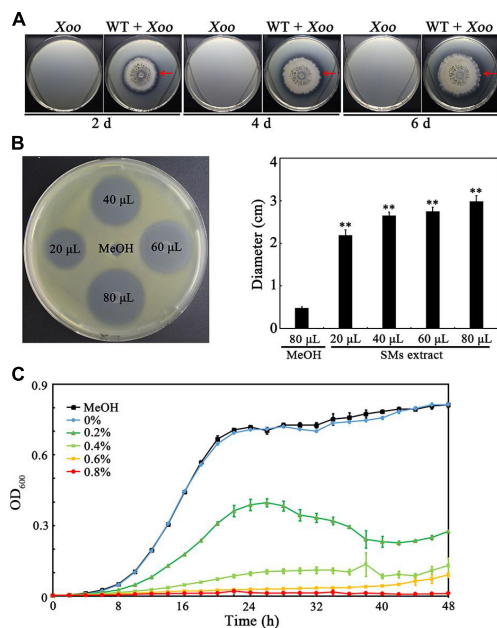 A
Xoo WT + Xoo Xoo WT + Xoo Xoo WT + Xoo
2 d 4 d 6 d
B
40 µL
20 µL MeOH 60 µL
80 µL
Diameter (cm)
4
3
2
1
0
** ** ** **
80 µL 20 µL 40 µL 60 µL 80 µL
MeOH SMs extract
C
OD600
0.9
0.6
0.3
0.0
MeOH
0%
0.2%
0.4%
0.6%
0.8%
0 8 16 24 32 40 48
Time (h)